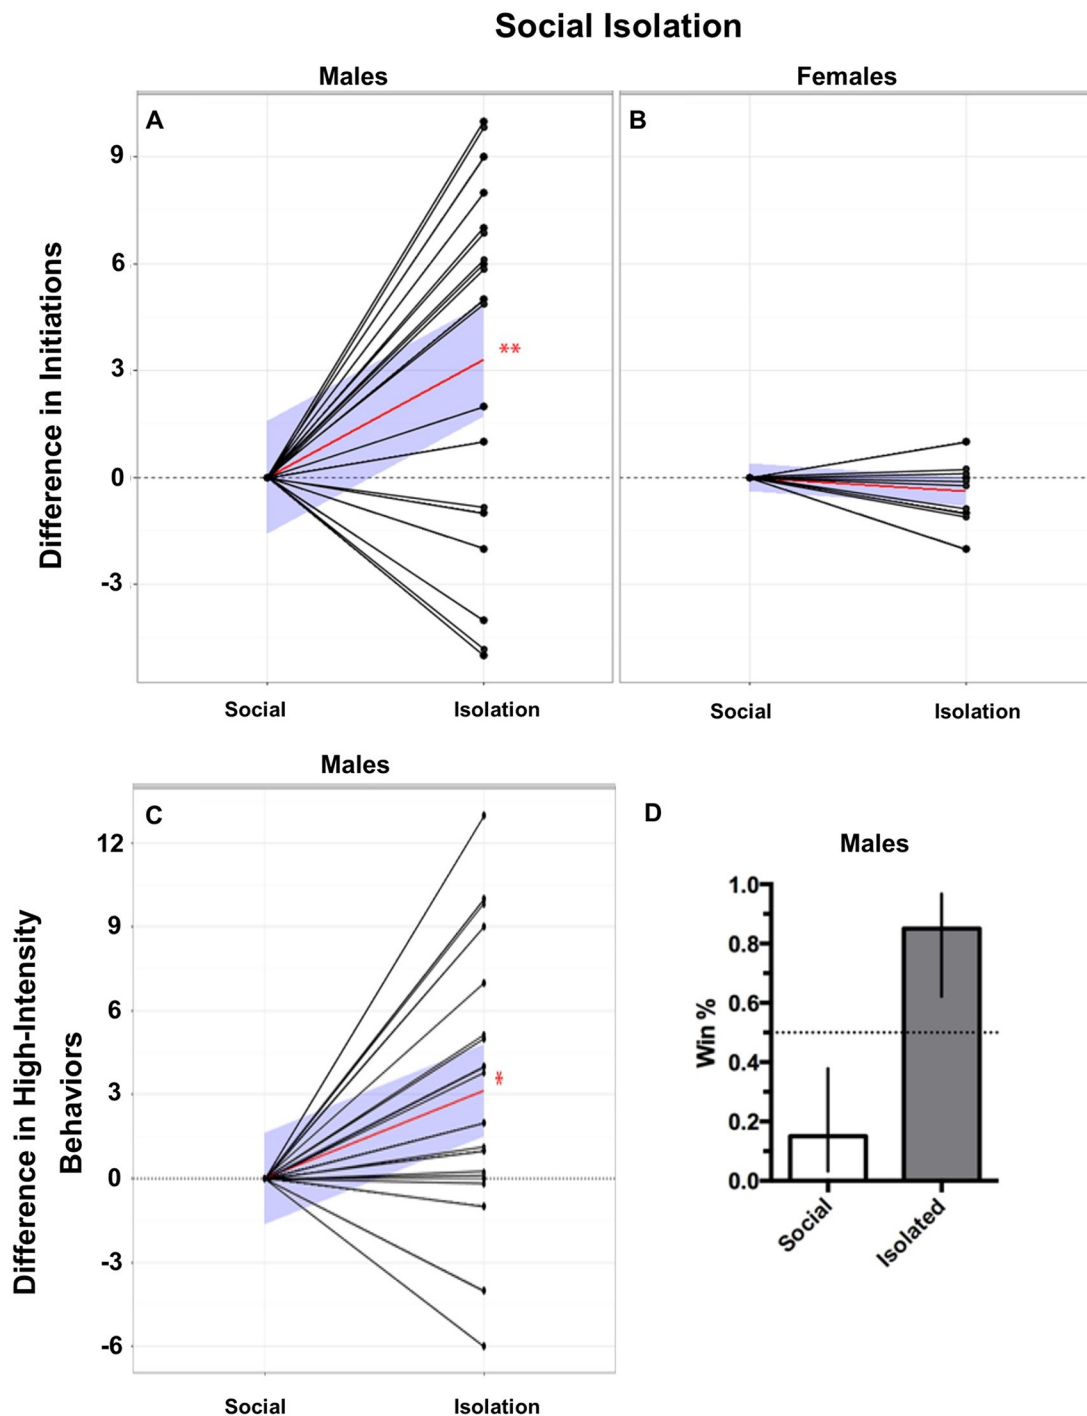 Social Isolation
Males
Females
A
B
9
6
3
0
-3
Difference in Initiations
**
Social
Isolation
Social
Isolation
Males
C
12
9
6
3
0
-3
-6
Difference in High-Intensity
Behaviors
*
Social
Isolation
D
Males
1.0
0.8
0.6
0.4
0.2
0.0
Win %
Social
Isolated